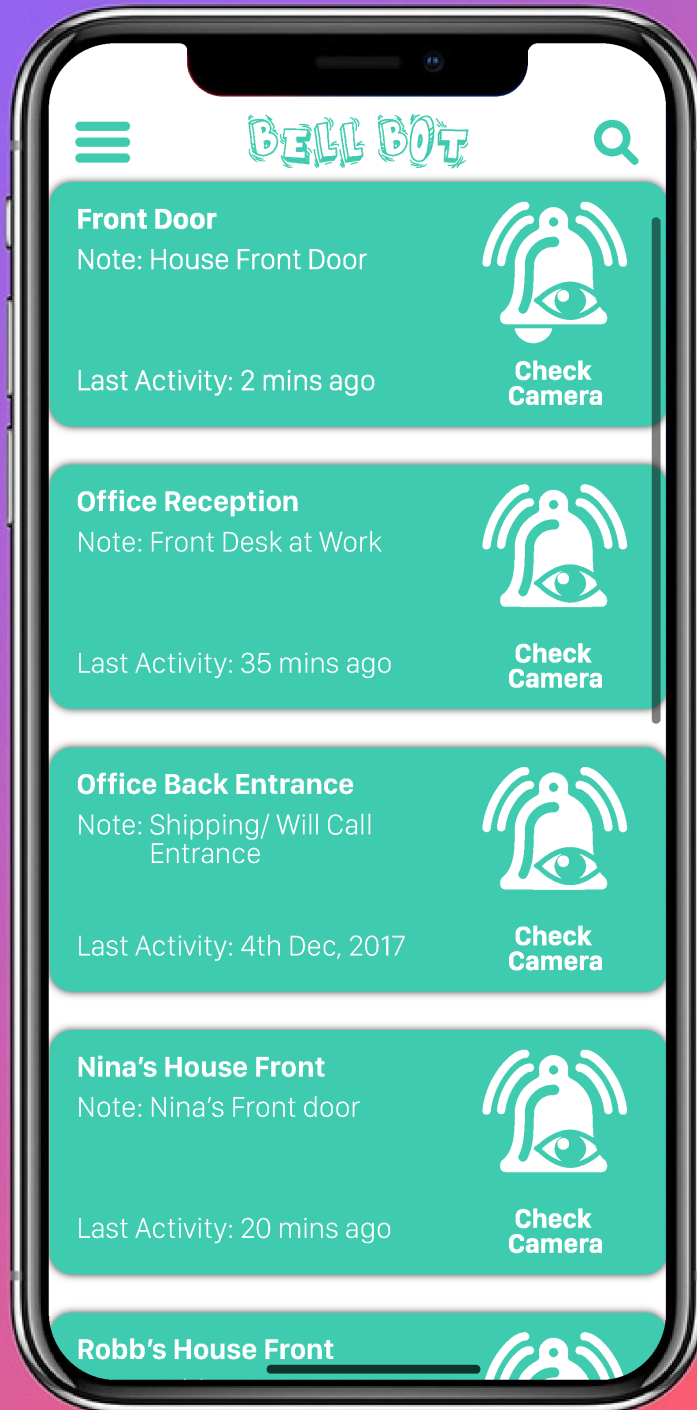 BELL BOT
Front Door
Note: House Front Door
Last Activity: 2 mins ago
Check
Camera
Office Reception
Note: Front Desk at Work
Last Activity: 35 mins ago
Check
Camera
Office Back Entrance
Note: Shipping/ Will Call
Entrance
Last Activity: 4th Dec, 2017
Check
Camera
Nina’s House Front
Note: Nina’s Front door
Last Activity: 20 mins ago
Check
Camera
Robb’s House Front